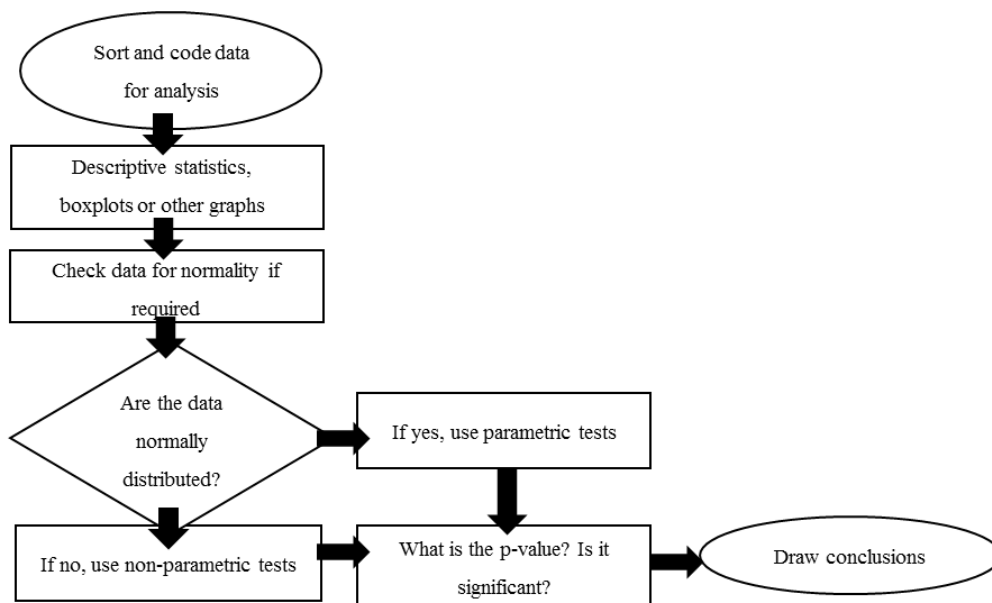 Sort and code data
for analysis
Descriptive statistics,
boxplots or other graphs
Check data for normality if
required
Are the data
normally
distributed?
If yes, use parametric tests
If no, use non-parametric tests
What is the p-value? Is it
significant?
Draw conclusions